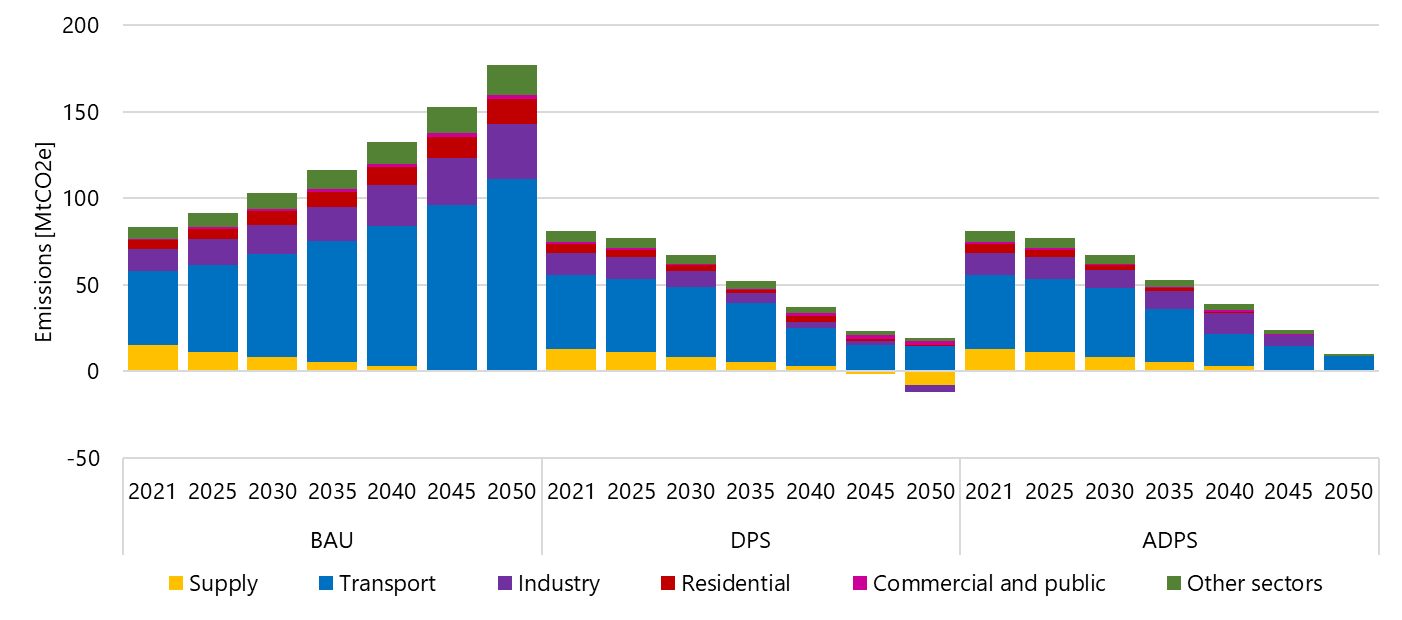 200
150
100
50
0
-50
Emissions [MtCO2e]
2021 2025 2030 2035 2040 2045 2050 2021 2025 2030 2035 2040 2045 2050 2021 2025 2030 2035 2040 2045 2050
BAU DPS ADPS
Supply Transport Industry Residential Commercial and public Other sectors